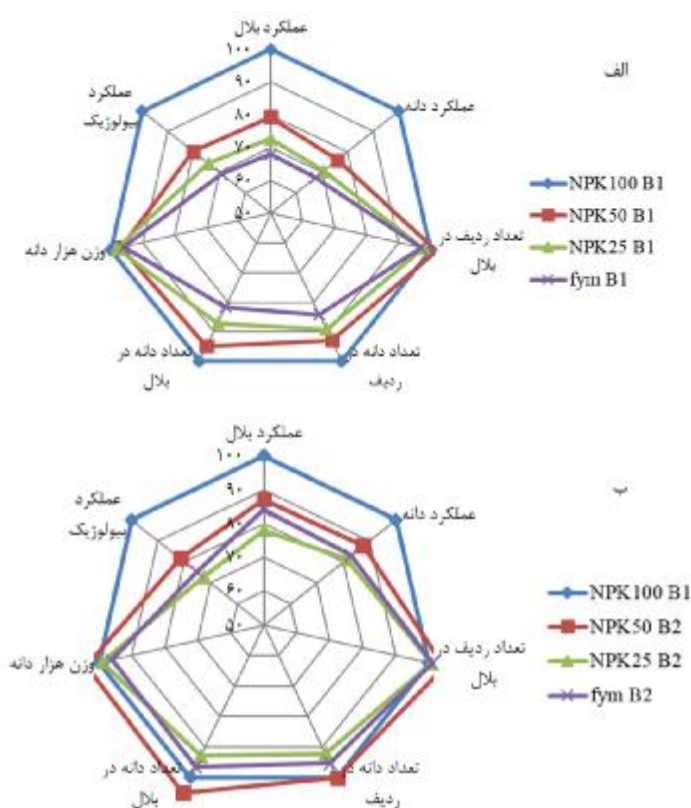 عملکرد بلال
۱۰۰
۹۰
۸۰
۷۰
۶۰
۵۰
عملکرد دانه
تعداد ردیف در
بلال
تعداد دانه در
ردیف
تعداد دانه در
بلال
وزن هزار دانه
عملکرد
بیولوژیک
الف
NPK100 B1
NPK50 B1
NPK25 B1
fym B1
عملکرد بلال
۱۰۰
۹۰
۸۰
۷۰
۶۰
۵۰
عملکرد دانه
تعداد ردیف در
بلال
تعداد دانه در
ردیف
تعداد دانه در
بلال
وزن هزار دانه
عملکرد
بیولوژیک
ب
NPK100 B1
NPK50 B2
NPK25 B2
fym B2